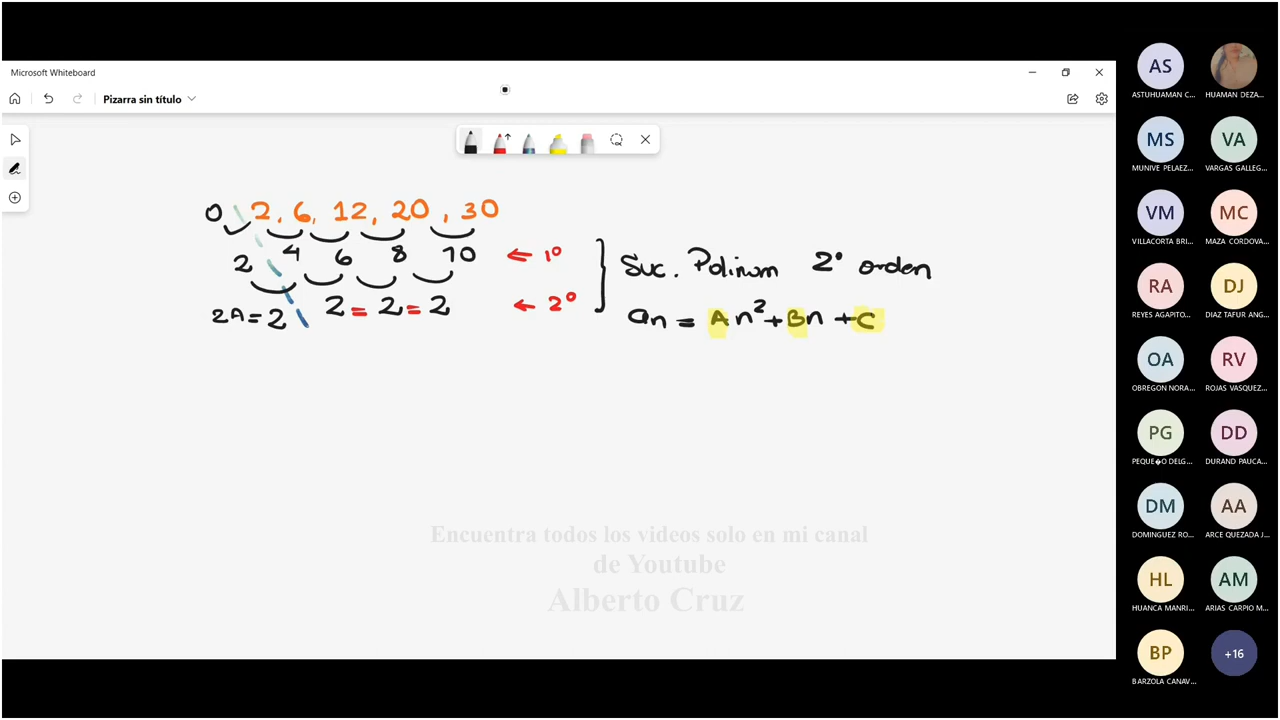 Microsoft Whiteboard
Pizarra sin título
0 2, 6, 12, 20, 30
2 4 6 8 10 ← 1°
2A = 2 2 = 2 = 2 ← 2°
Suc. Polinom 2° orden
an = An² + Bn + C
Encuentra todos los videos solo en mi canal
de Youtube
Alberto Cruz
AS
ASTUHUAMAN C...
HUAMAN DEZA...
MS
MUNIVE PELAEZ...
VA
VARGAS GALLEG...
VM
VILLACORTA BRI...
MC
MAZA CORDOVA...
RA
REYES AGAPITO...
DJ
DIAZ TAFUR ANG...
OA
OBREGON NORA...
RV
ROJAS VASQUEZ...
PG
PEQUE�O DELG...
DD
DURAND PAUCA...
DM
DOMINGUEZ RO...
AA
ARCE QUEZADA J...
HL
HUANCA MANRI...
AM
ARIAS CARPIO M...
BP
BARZOLA CANAV...
+16